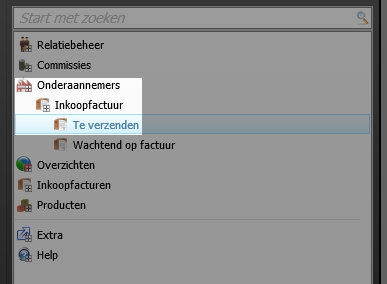 Start met zoeken
Relatiebeheer
Commissies
Onderaannemers
Inkoopfactuur
Te verzenden
Wachtend op factuur
Overzichten
Inkoopfacturen
Producten
Extra
Help